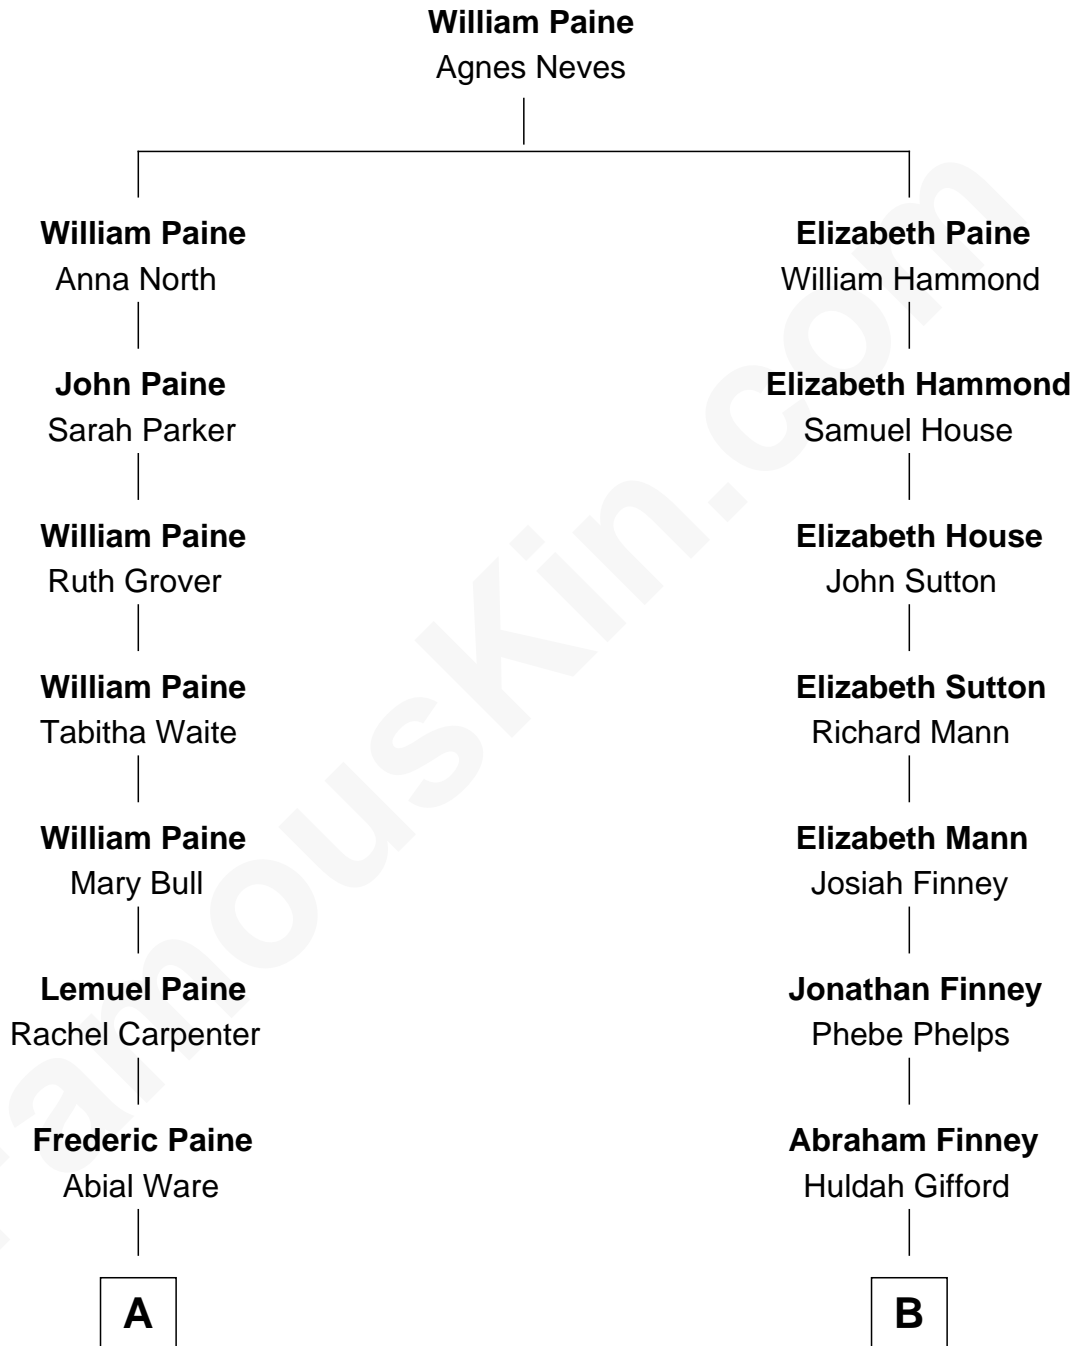 William Paine
Agnes Neves
William Paine
Anna North
John Paine
Sarah Parker
William Paine
Ruth Grover
William Paine
Tabitha Waite
William Paine
Mary Bull
Lemuel Paine
Rachel Carpenter
Frederic Paine
Abial Ware
A
Elizabeth Paine
William Hammond
Elizabeth Hammond
Samuel House
Elizabeth House
John Sutton
Elizabeth Sutton
Richard Mann
Elizabeth Mann
Josiah Finney
Jonathan Finney
Phebe Phelps
Abraham Finney
Huldah Gifford
B
FamousKin.com